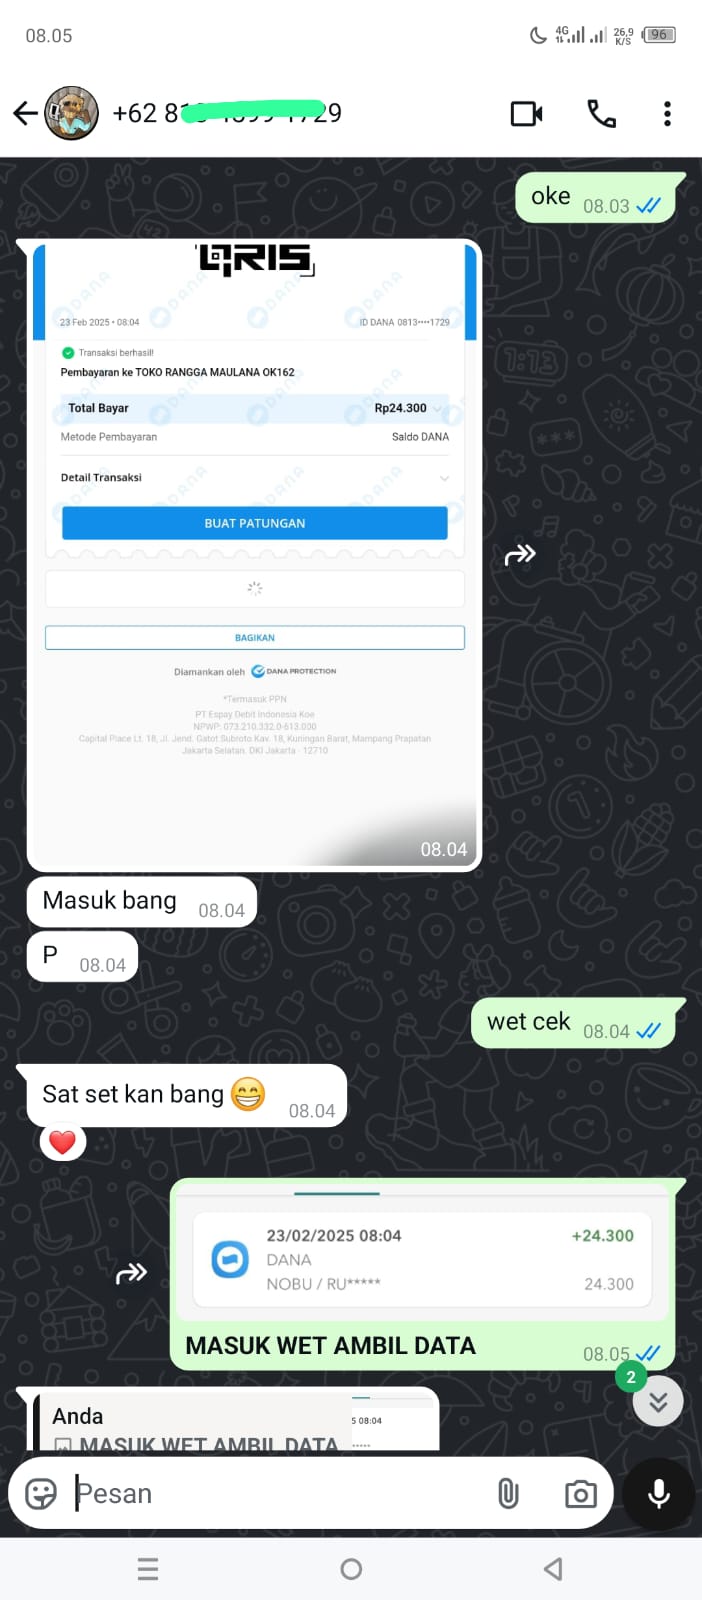 08.05
4G
26,9
K/S
96
+62 8
29
oke 08.03
QRIS
23 Feb 2025 • 08:04
ID DANA 0813••••1729
Transaksi berhasil!
Pembayaran ke TOKO RANGGA MAULANA OK162
Total Bayar Rp24.300
Metode Pembayaran Saldo DANA
Detail Transaksi
BUAT PATUNGAN
BAGIKAN
Diamankan oleh DANA PROTECTION
*Termasuk PPN
PT Espay Debit Indonesia Koe
NPWP: 073.210.332.0-613.000
Capital Place Lt. 18, Jl. Jend. Gatot Subroto Kav. 18, Kuningan Barat, Mampang Prapatan
Jakarta Selatan, DKI Jakarta - 12710
08.04
Masuk bang 08.04
P 08.04
wet cek 08.04
Sat set kan bang 😁 08.04
23/02/2025 08:04 +24.300
DANA
NOBU / RU***** 24.300
MASUK WET AMBIL DATA 08.05
2
Anda
5 08:04
MASUK WET AMBIL DATA
Pesan